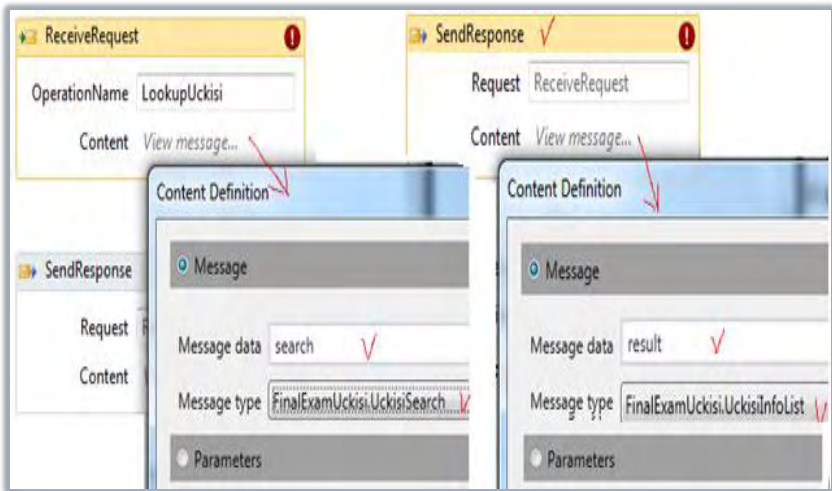 ReceiveRequest
OperationName LookupUckisi
Content View message...
SendResponse
Request ReceiveRequest
Content View message...
SendResponse
Request
Content
Content Definition
Message
Message data search
Message type FinalExamUckisi.UckisiSearch
Parameters
Content Definition
Message
Message data result
Message type FinalExamUckisi.UckisiInfoList
Parameters